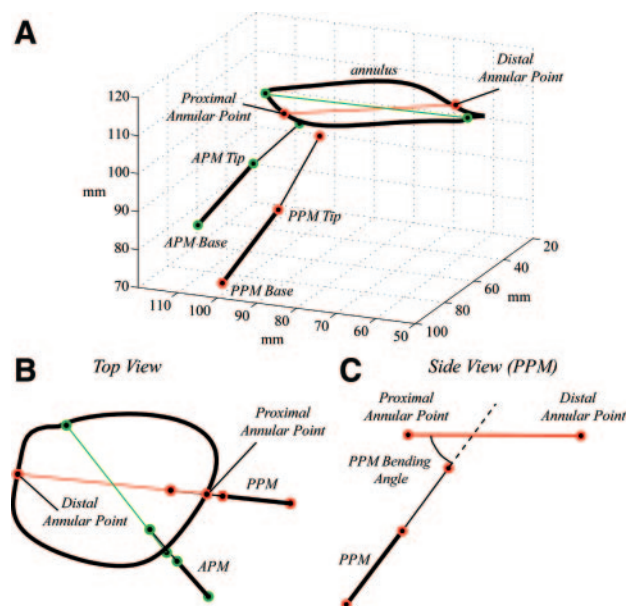 A
annulus
Distal
Annular Point
Proximal
Annular Point
120
110
100
90
80
70
mm
APM Tip
APM Base
PPM Tip
PPM Base
20
40
60
80
100
mm
110
100
90
80
70
60
50
mm
B
Top View
Proximal
Annular Point
PPM
Distal
Annular Point
APM
C
Side View (PPM)
Proximal
Annular Point
Distal
Annular Point
PPM Bending
Angle
PPM